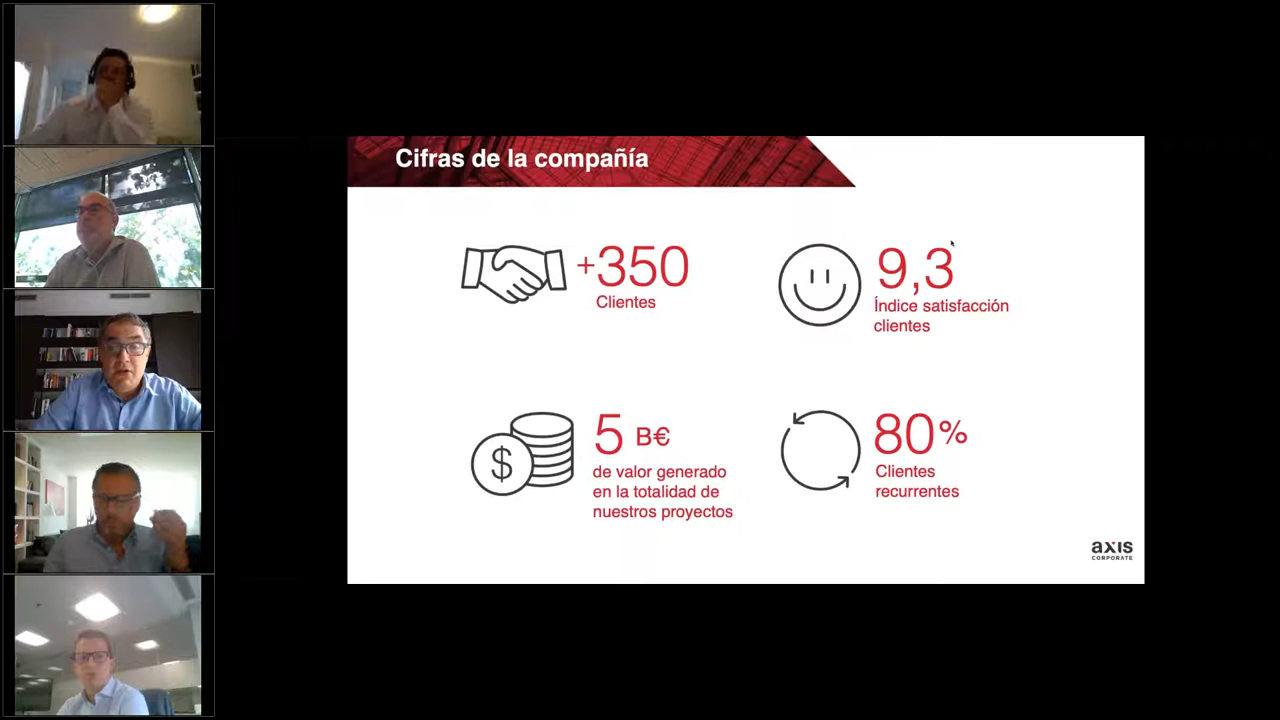 Cifras de la compañía
+350
Clientes
9,3
Índice satisfacción
clientes
$
5 B€
de valor generado
en la totalidad de
nuestros proyectos
80%
Clientes
recurrentes
axis
CORPORATE